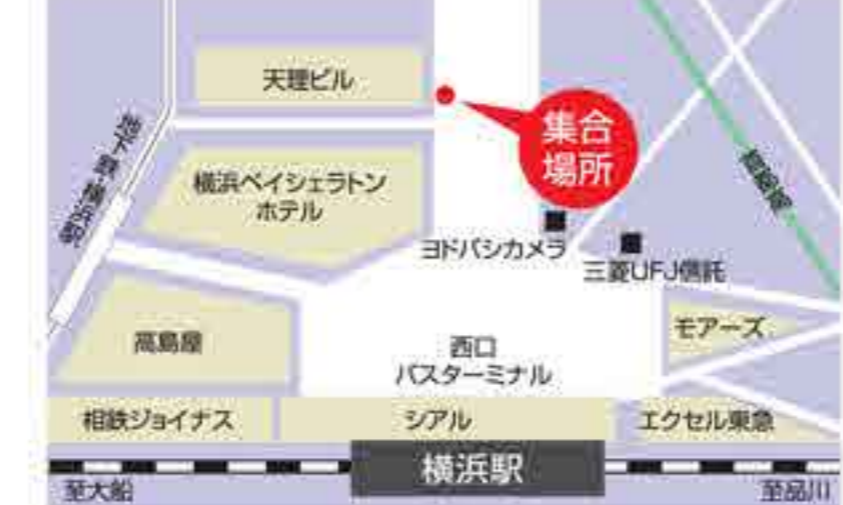 天理ビル
集合
場所
地下鉄 横浜駅
横浜ベイシェラトン
ホテル
ヨドバシカメラ
三菱UFJ信託
高島屋
西口
バスターミナル
モアーズ
相鉄ジョイナス
シアル
エクセル東急
横浜駅
至大船
至品川